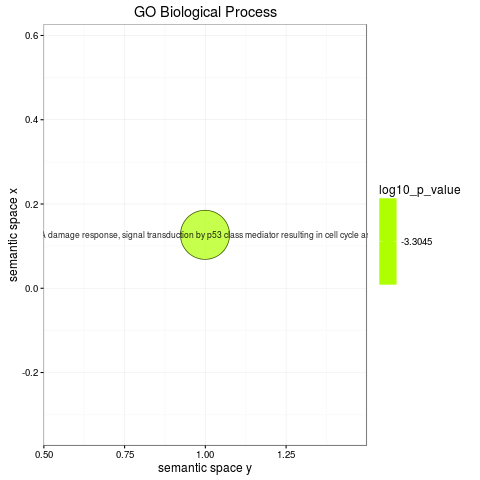 GO Biological Process
0.6
0.4
0.2
0.0
-0.2
semantic space x
damage response, signal transduction by p53 class mediator resulting in cell cycle
0.50
0.75
1.00
1.25
semantic space y
log10_p_value
-3.3045